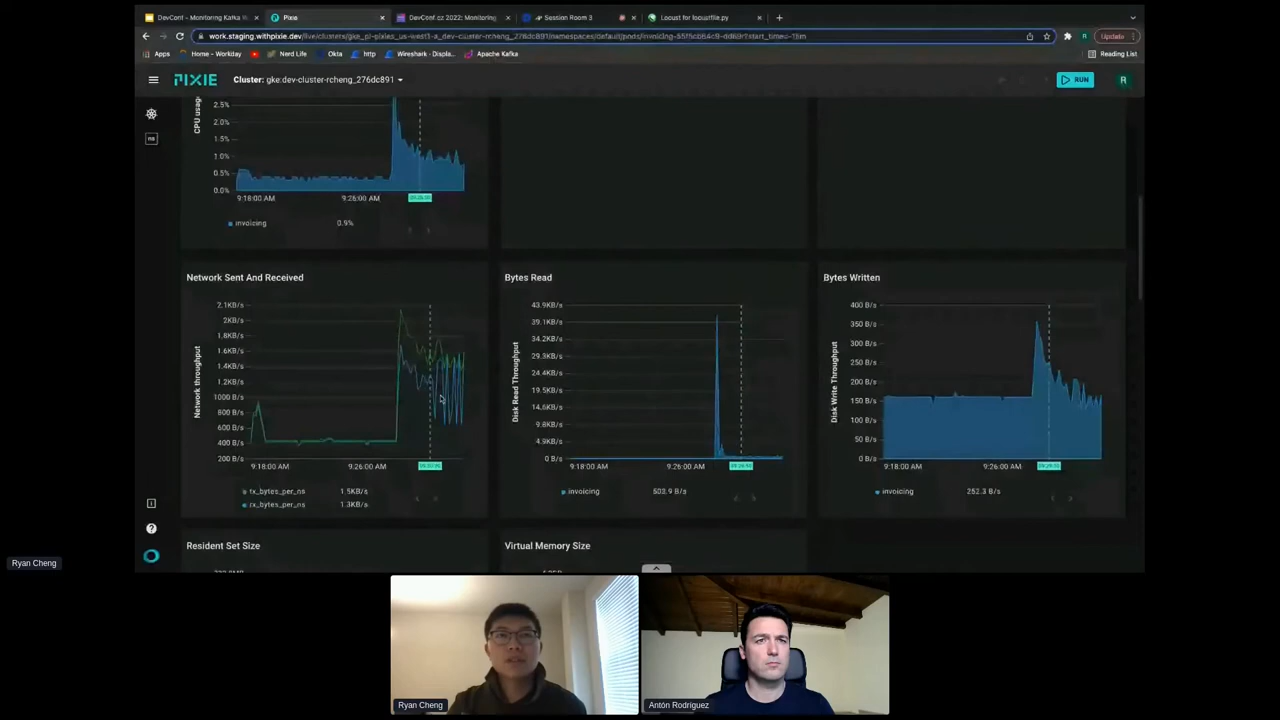 DevConf - Monitoring Kafka
Pixie
DevConf.cz 2022: Monitoring
Session Room 3
Locust for locustfile.py
Update
Apps
Home - Workday
Nerd Life
Okta
http
Wireshark · Displa...
Apache Kafka
Reading List
PIXIE
Cluster: gke:dev-cluster-rcheng_276dc891
RUN
R
ns
CPU usag
2.5%
2.0%
1.5%
1.0%
0.5%
0.0%
9:18:00 AM
9:26:00 AM
invoicing
0.9%
Network Sent And Received
Network throughput
2.1KB/s
2KB/s
1.8KB/s
1.6KB/s
1.4KB/s
1.2KB/s
1000 B/s
800 B/s
600 B/s
400 B/s
200 B/s
9:18:00 AM
9:26:00 AM
tx_bytes_per_ns
1.5KB/s
rx_bytes_per_ns
1.3KB/s
Bytes Read
Disk Read Throughput
43.9KB/s
39.1KB/s
34.2KB/s
29.3KB/s
24.4KB/s
19.5KB/s
14.6KB/s
9.8KB/s
4.9KB/s
0 B/s
9:18:00 AM
9:26:00 AM
invoicing
Bytes Written
Disk Write Throughput
400 B/s
350 B/s
300 B/s
250 B/s
200 B/s
150 B/s
100 B/s
50 B/s
0 B/s
9:18:00 AM
9:26:00 AM
invoicing
252.3 B/s
Resident Set Size
Virtual Memory Size
Ryan Cheng
Ryan Cheng
Antón Rodríguez